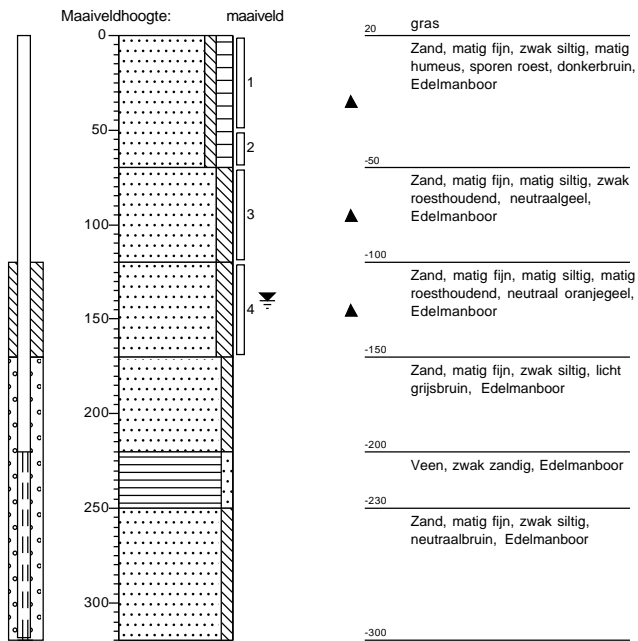 Maaiveldhoogte: maaiveld
0
50
100
150
200
250
300
1
2
3
4
20 gras
Zand, matig fijn, zwak siltig, matig
humeus, sporen roest, donkerbruin,
Edelmanboor
-50
Zand, matig fijn, matig siltig, zwak
roesthoudend, neutraalgeel,
Edelmanboor
-100
Zand, matig fijn, matig siltig, matig
roesthoudend, neutraal oranjegeel,
Edelmanboor
-150
Zand, matig fijn, zwak siltig, licht
grijsbruin, Edelmanboor
-200
Veen, zwak zandig, Edelmanboor
-230
Zand, matig fijn, zwak siltig,
neutraalbruin, Edelmanboor
-300